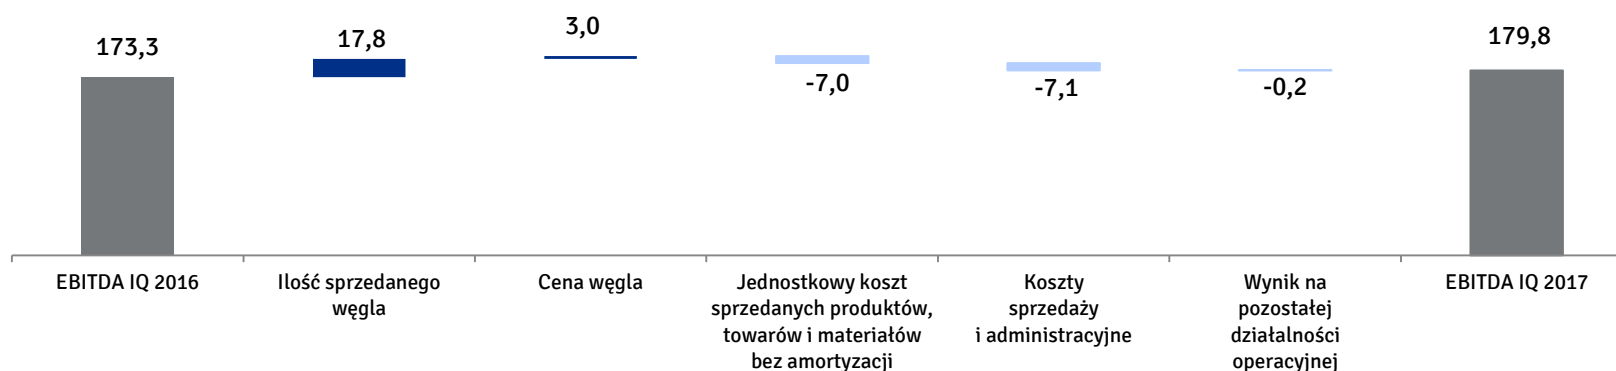 173,3
17,8
3,0
-7,0
-7,1
-0,2
179,8
EBITDA IQ 2016
Ilość sprzedanego
węgla
Cena węgla
Jednostkowy koszt
sprzedanych produktów,
towarów i materiałów
bez amortyzacji
Koszty
sprzedaży
i administracyjne
Wynik na
pozostałej
działalności
operacyjnej
EBITDA IQ 2017